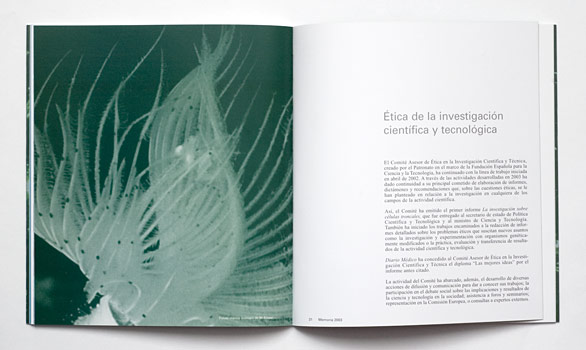 Ética de la investigación
científica y tecnológica
El Comité Asesor de Ética en la Investigación Científica y Técnica,
creado por el Patronato en el marco de la Fundación Española para la
Ciencia y la Tecnología, ha continuado con la línea de trabajo iniciada
en abril de 2002. A través de las actividades desarrolladas en 2003 ha
dado continuidad a su principal cometido de elaboración de informes,
dictámenes y recomendaciones que, sobre las cuestiones éticas, se le
han planteado en relación a la investigación en cualquiera de los
campos de la actividad científica.
Así, el Comité ha emitido el primer informe La investigación sobre
células troncales, que fue entregado al secretario de estado de Política
Científica y Tecnológica y al ministro de Ciencia y Tecnología.
También ha iniciado los trabajos encaminados a la redacción de infor-
mes detallados sobre los problemas éticos que suscitan nuevos asuntos
como la investigación y experimentación con organismos genética-
mente modificados o la práctica, evaluación y transferencia de resulta-
dos de la actividad científica y tecnológica.
Diario Médico ha concedido al Comité Asesor de Ética en la Investi-
gación Científica y Técnica el diploma "Las mejores ideas" por el
informe antes citado.
La actividad del Comité ha abarcado, además, el desarrollo de diversas
acciones de difusión y comunicación para dar a conocer sus trabajos, la
participación en el debate social sobre las implicaciones y resultados de
la ciencia y tecnología en la sociedad, asistencia a foros y seminarios,
representación en la Comisión Europea, o consultas a expertos externos.
Memoria 2003